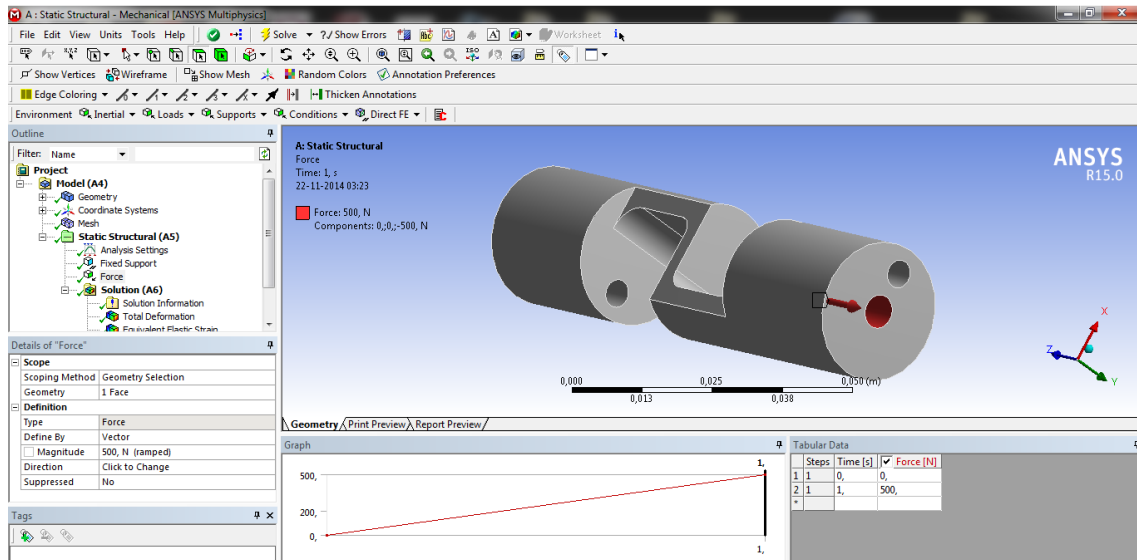 A : Static Structural - Mechanical [ANSYS Multiphysics]
File Edit View Units Tools Help Solve ?./ Show Errors A Worksheet
Show Vertices Wireframe Show Mesh Random Colors Annotation Preferences
Edge Coloring Thicken Annotations
Environment Inertial Loads Supports Conditions Direct FE
Outline
Filter: Name
Project
Model (A4)
Geometry
Coordinate Systems
Mesh
Static Structural (A5)
Analysis Settings
Fixed Support
Force
Solution (A6)
Solution Information
Total Deformation
Equivalent Elastic Strain
Details of "Force"
Scope
Scoping Method Geometry Selection
Geometry 1 Face
Definition
Type Force
Define By Vector
Magnitude 500, N (ramped)
Direction Click to Change
Suppressed No
Tags
A: Static Structural
Force
Time: 1, s
22-11-2014 03:23
Force: 500, N
Components: 0,;0,;-500, N
ANSYS
R15.0
X
Z
Y
0,000 0,025 0,050 (m)
0,013 0,038
Geometry Print Preview Report Preview
Graph
1,
500,
200,
0,
1,
Tabular Data
Steps Time [s] Force [N]
1 1 0, 0,
2 1 1, 500,
*